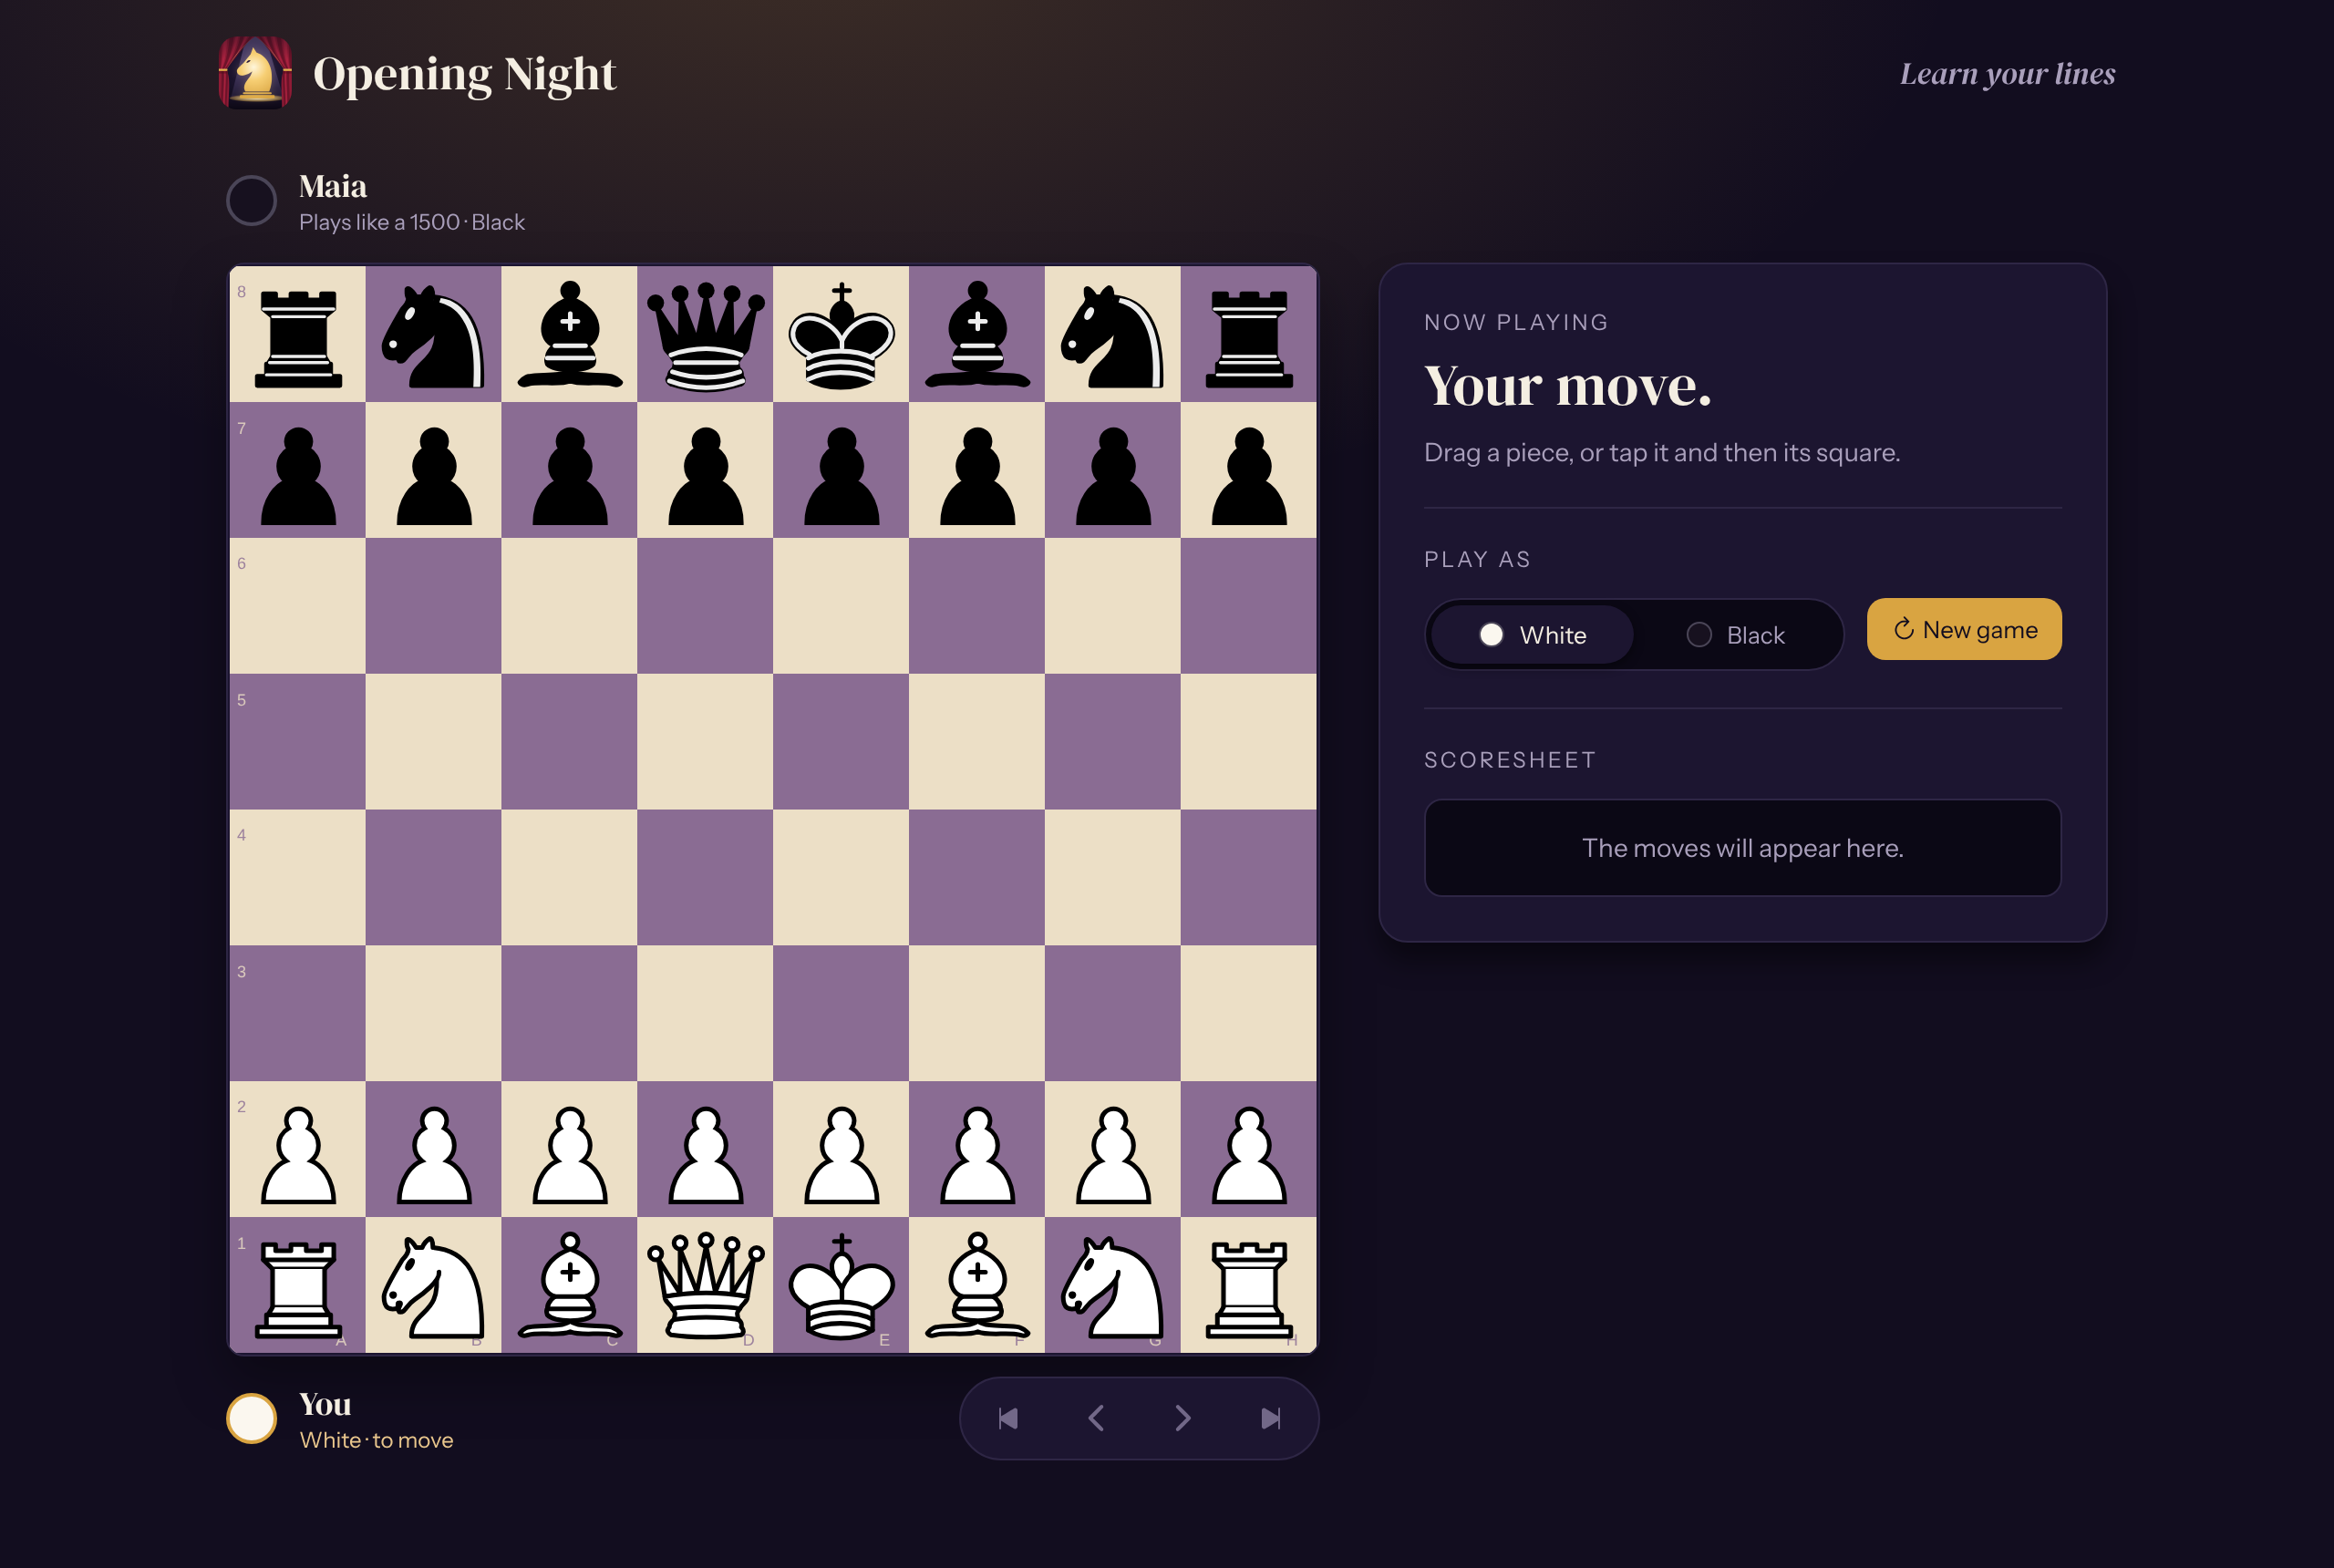 Opening Night
Learn your lines
Maia
Plays like a 1500 · Black
8
7
6
5
4
3
2
1
A B C D E F G H
You
White · to move
NOW PLAYING
Your move.
Drag a piece, or tap it and then its square.
PLAY AS
White
Black
New game
SCORESHEET
The moves will appear here.